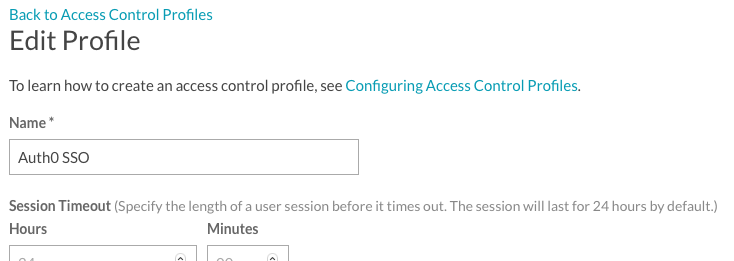 Back to Access Control Profiles
Edit Profile
To learn how to create an access control profile, see Configuring Access Control Profiles.
Name *
Auth0 SSO
Session Timeout (Specify the length of a user session before it times out. The session will last for 24 hours by default.)
Hours Minutes